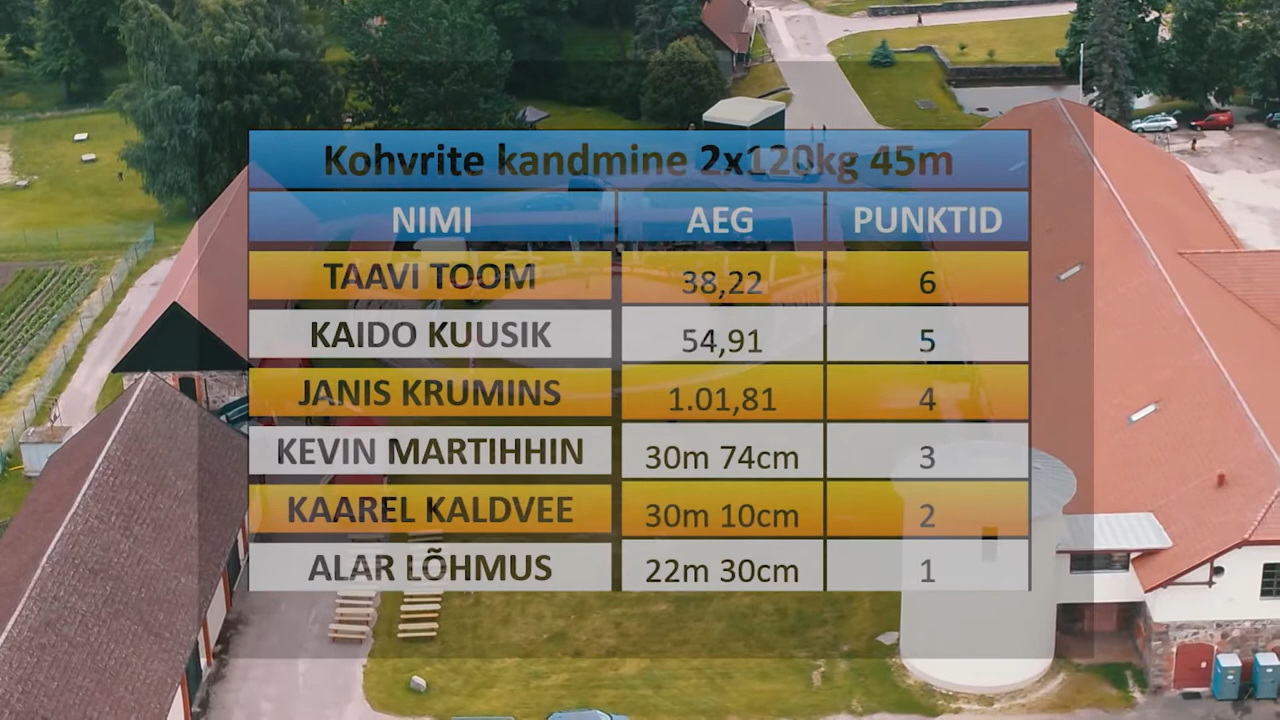 Kohvrite kandmine 2x120kg 45m
NIMI AEG PUNKTID
TAAVI TOOM 38,22 6
KAIDO KUUSIK 54,91 5
JANIS KRUMINS 1.01,81 4
KEVIN MARTIHHIN 30m 74cm 3
KAAREL KALDVEE 30m 10cm 2
ALAR LÕHMUS 22m 30cm 1